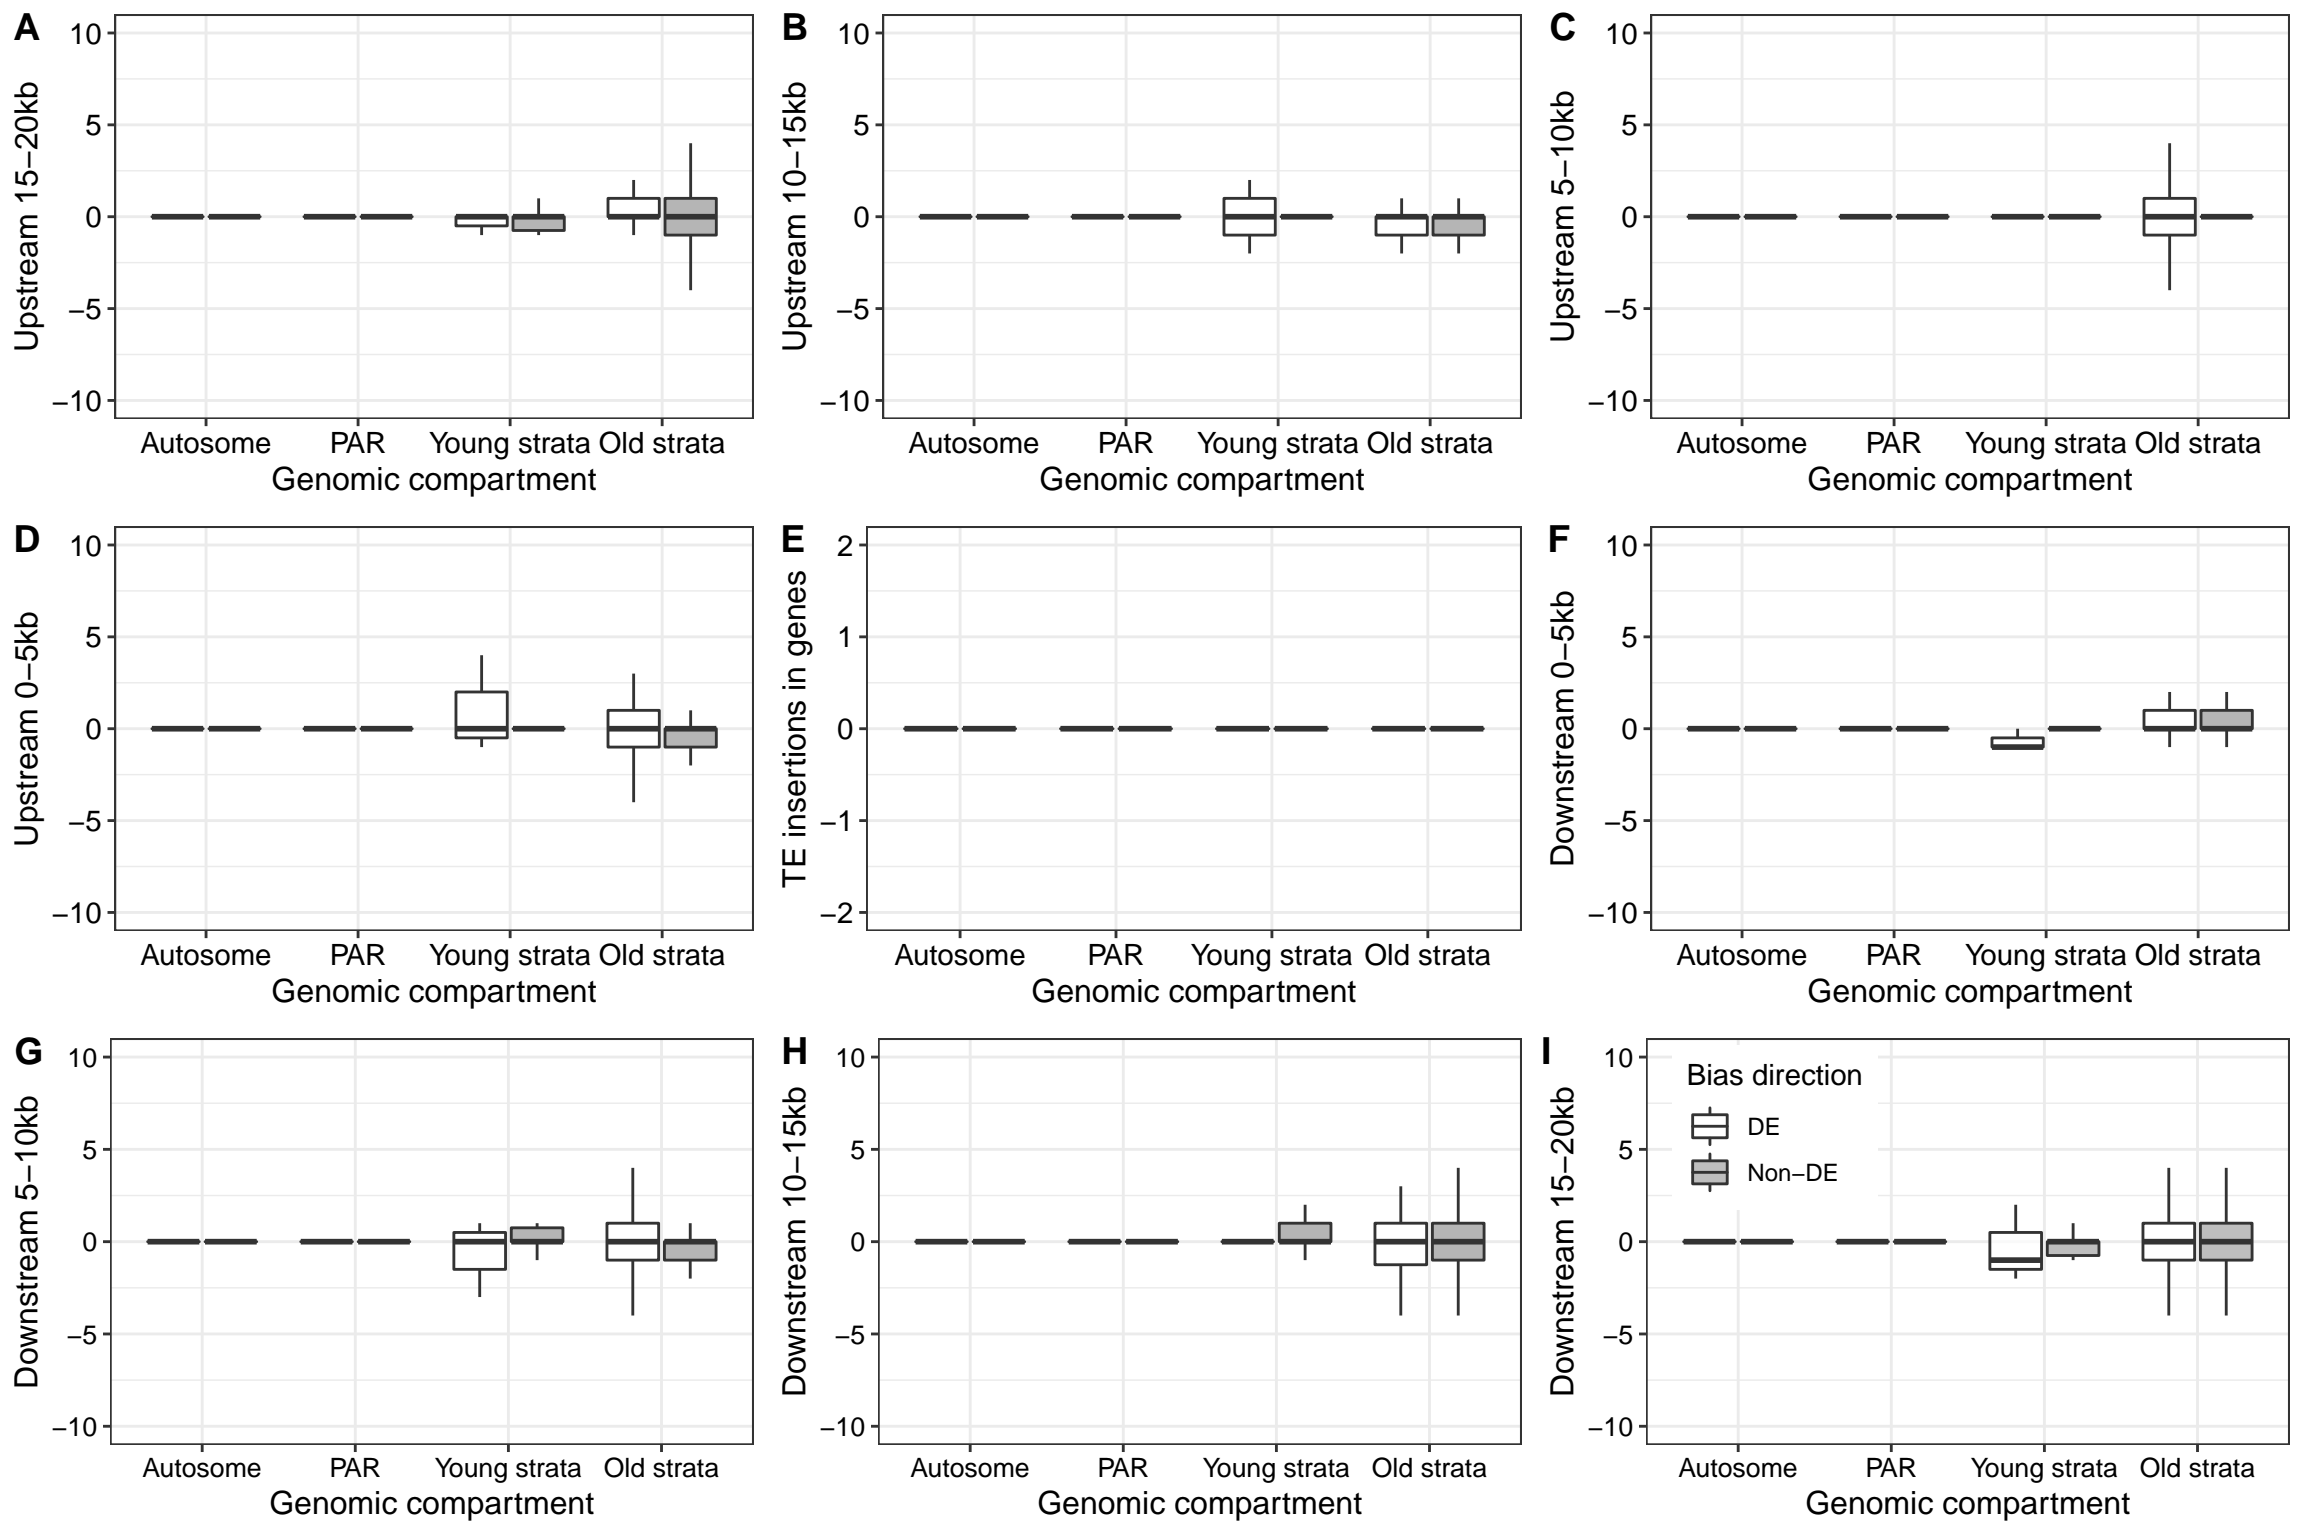 A
Upstream 15−20kb
10
5
0
−5
−10
Autosome PAR Young strata Old strata
Genomic compartment
B
Upstream 10−15kb
10
5
0
−5
−10
Autosome PAR Young strata Old strata
Genomic compartment
C
Upstream 5−10kb
10
5
0
−5
−10
Autosome PAR Young strata Old strata
Genomic compartment
D
Upstream 0−5kb
10
5
0
−5
−10
Autosome PAR Young strata Old strata
Genomic compartment
E
TE insertions in genes
2
1
0
−1
−2
Autosome PAR Young strata Old strata
Genomic compartment
F
Downstream 0−5kb
10
5
0
−5
−10
Autosome PAR Young strata Old strata
Genomic compartment
G
Downstream 5−10kb
10
5
0
−5
−10
Autosome PAR Young strata Old strata
Genomic compartment
H
Downstream 10−15kb
10
5
0
−5
−10
Autosome PAR Young strata Old strata
Genomic compartment
I
Downstream 15−20kb
10
5
0
−5
−10
Bias direction
DE
Non−DE
Autosome PAR Young strata Old strata
Genomic compartment